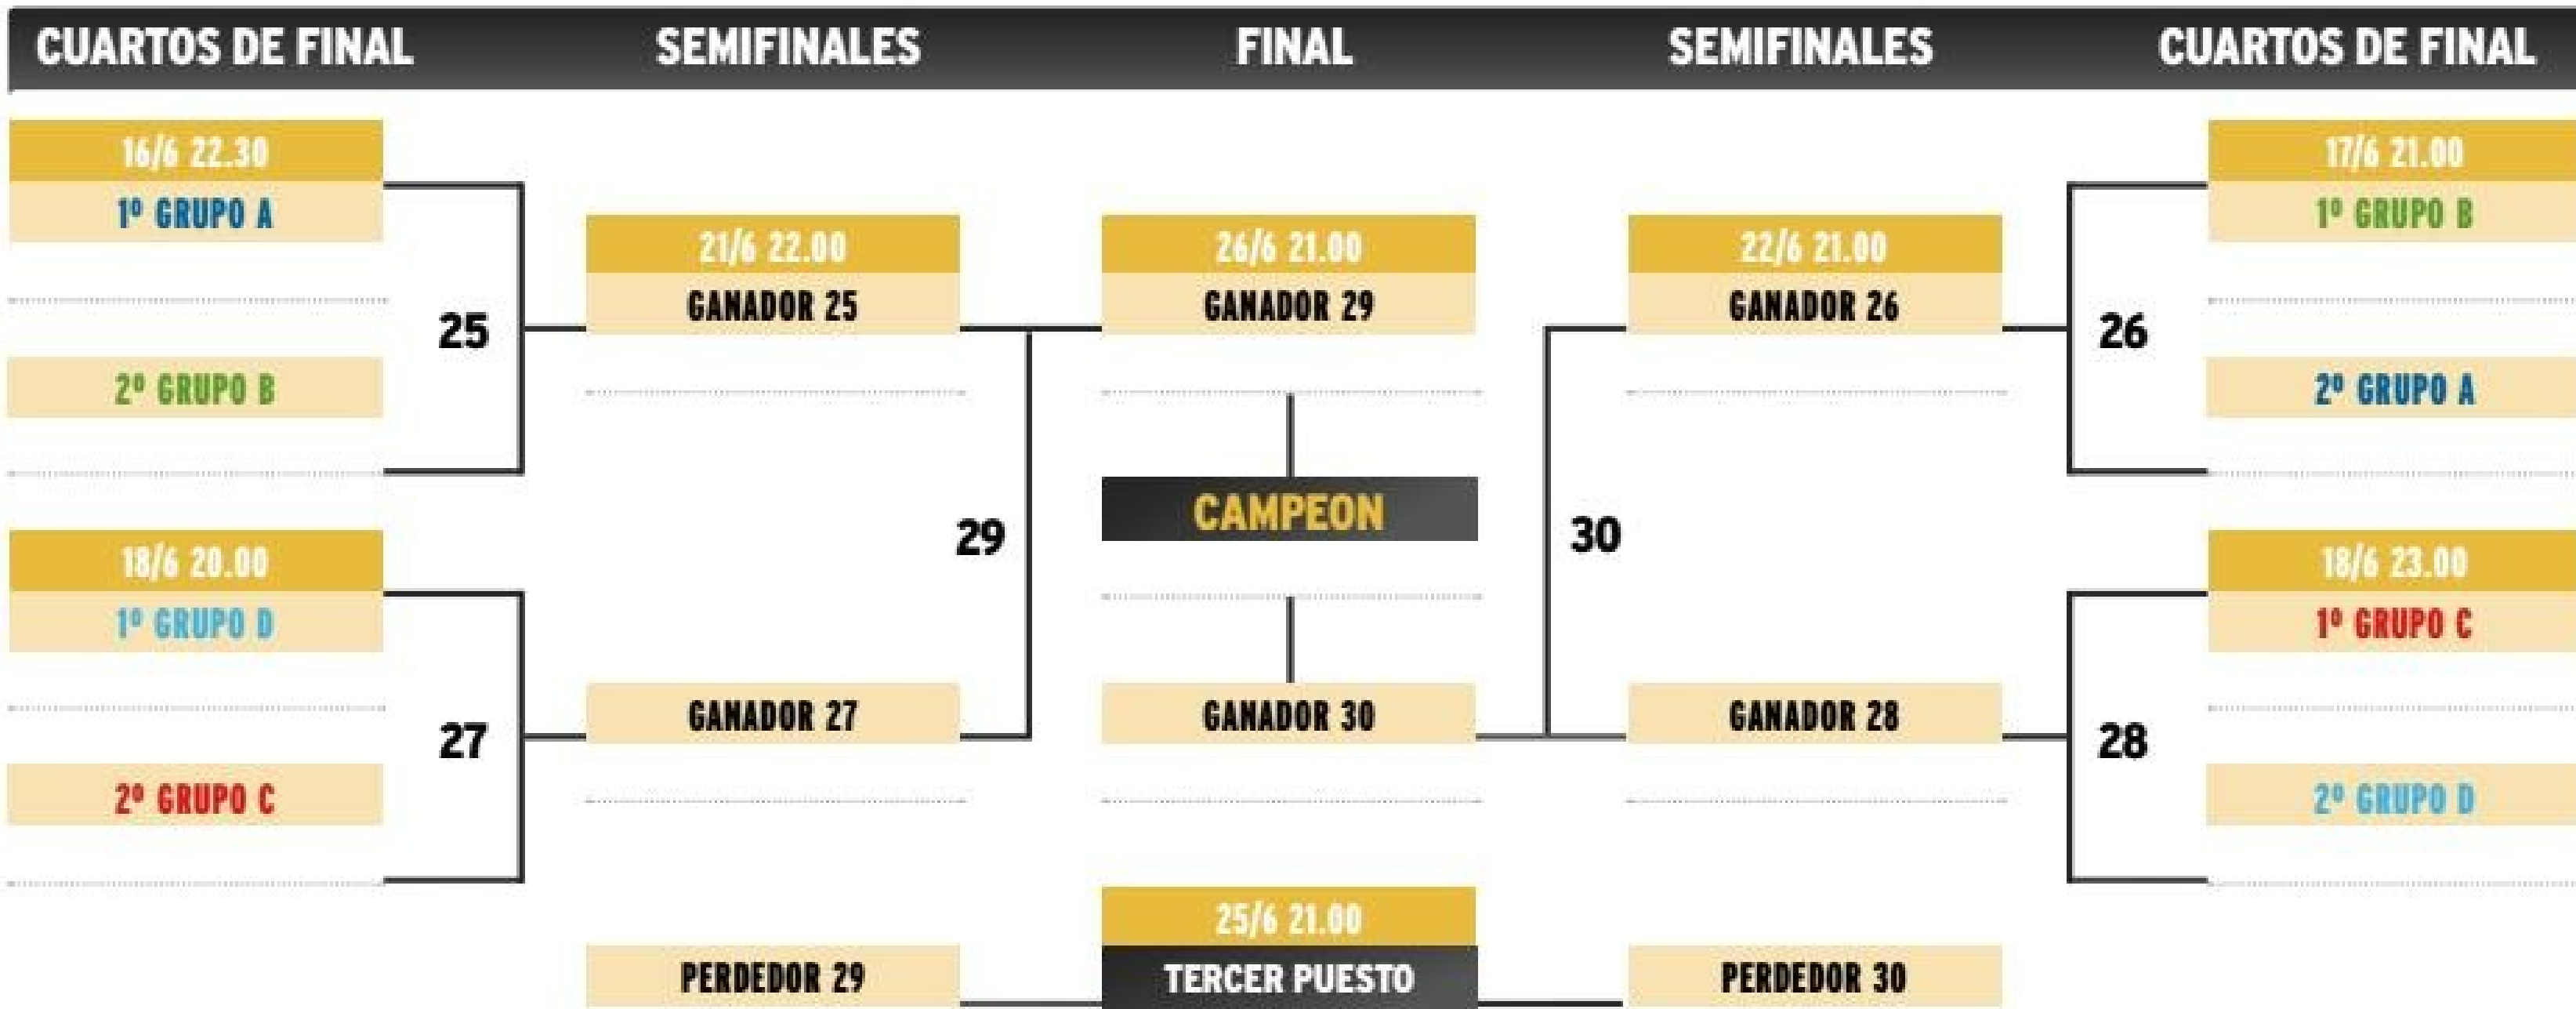 CUARTOS DE FINAL
SEMIFINALES
FINAL
SEMIFINALES
CUARTOS DE FINAL
16/6 22.30
1º GRUPO A
25
2º GRUPO B
18/6 20.00
1º GRUPO D
27
2º GRUPO C
21/6 22.00
GANADOR 25
29
GANADOR 27
PERDEDOR 29
26/6 21.00
GANADOR 29
CAMPEON
GANADOR 30
25/6 21.00
TERCER PUESTO
22/6 21.00
GANADOR 26
30
GANADOR 28
PERDEDOR 30
17/6 21.00
1º GRUPO B
26
2º GRUPO A
18/6 23.00
1º GRUPO C
28
2º GRUPO D